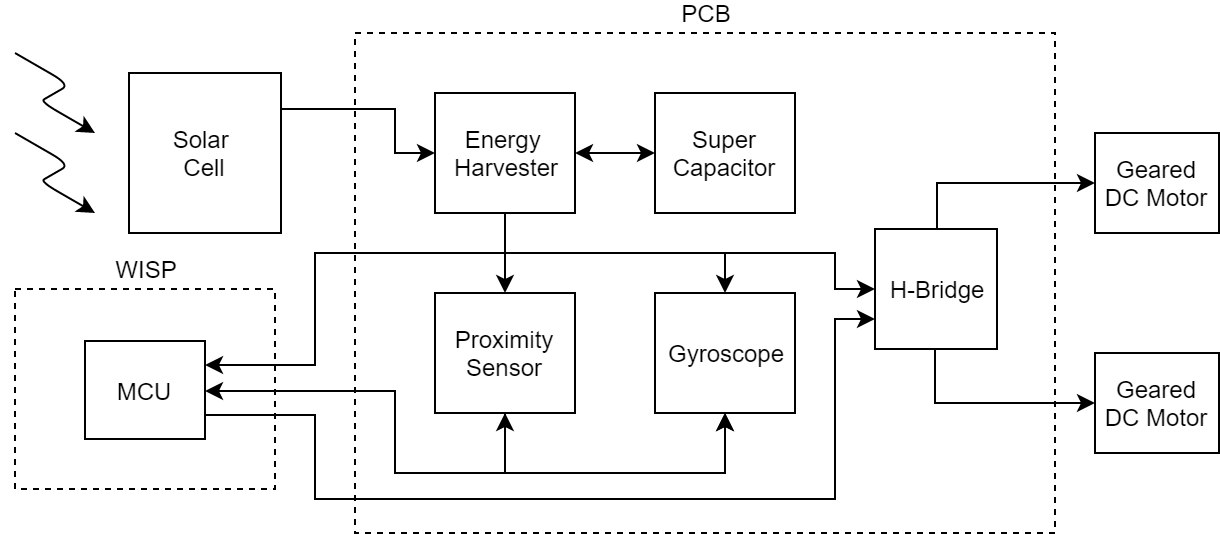 PCB
Solar
Cell
Energy
Harvester
Super
Capacitor
Geared
DC Motor
WISP
H-Bridge
Proximity
Sensor
Gyroscope
MCU
Geared
DC Motor